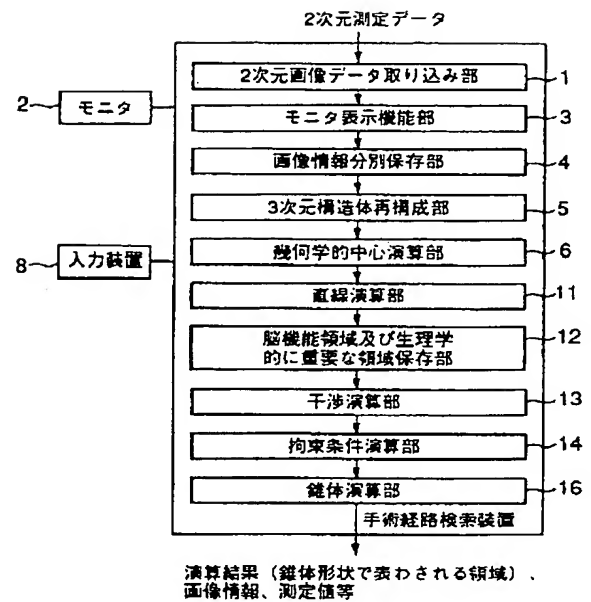 2次元測定データ
2次元画像データ取り込み部
1
2
モニタ
モニタ表示機能部
3
画像情報分別保存部
4
3次元構造体再構成部
5
8
入力装置
幾何学的中心演算部
6
直線演算部
11
脳機能領域及び生理学
的に重要な領域保存部
12
干渉演算部
13
拘束条件演算部
14
錐体演算部
16
手術経路検索装置
演算結果（錐体形状で表わされる領域）、
画像情報、測定値等